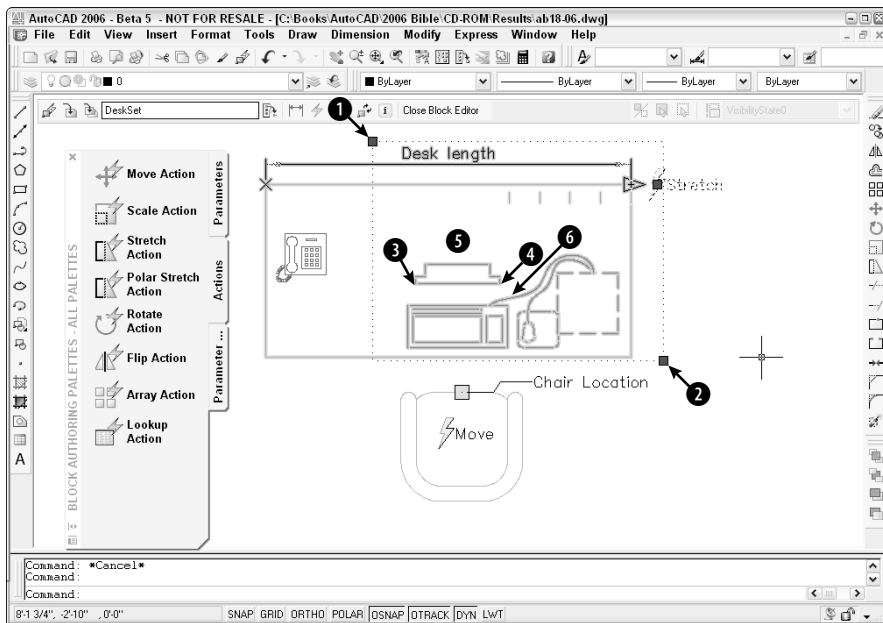 AutoCAD 2006 - Beta 5 - NOT FOR RESALE - [C:\Books\AutoCAD\2006 Bible\CD-ROM\Results\ab18-06.dwg]
File Edit View Insert Format Tools Draw Dimension Modify Express Window Help
0 ByLayer ByLayer ByLayer ByLayer
DeskSet Close Block Editor VisibilityState0
1
Desk length
Stretch
Move Action
Scale Action
Stretch
Action
Polar Stretch
Action
Rotate
Action
Flip Action
Array Action
Lookup
Action
Parameters
Actions
Parameter ...
BLOCK AUTHORING PALETTES - ALL PALETTES
5
6
3
4
2
Chair Location
Move
A
Command: *Cancel*
Command:
Command:
8'-1 3/4", -2'-10" , 0'-0" SNAP GRID ORTHO POLAR OSNAP OTRACK DYN LWT